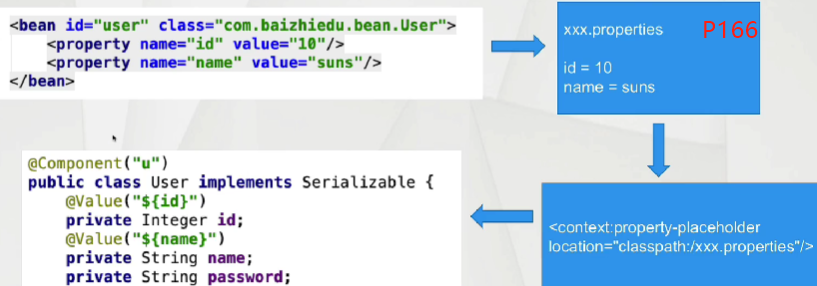 <bean id="user" class="com.baizhiedu.bean.User">
    <property name="id" value="10"/>
    <property name="name" value="suns"/>
</bean>
xxx.properties
P166
id = 10
name = suns
@Component("u")
public class User implements Serializable {
    @Value("${id}")
    private Integer id;
    @Value("${name}")
    private String name;
    private String password;
<context:property-placeholder
location="classpath:/xxx.properties"/>